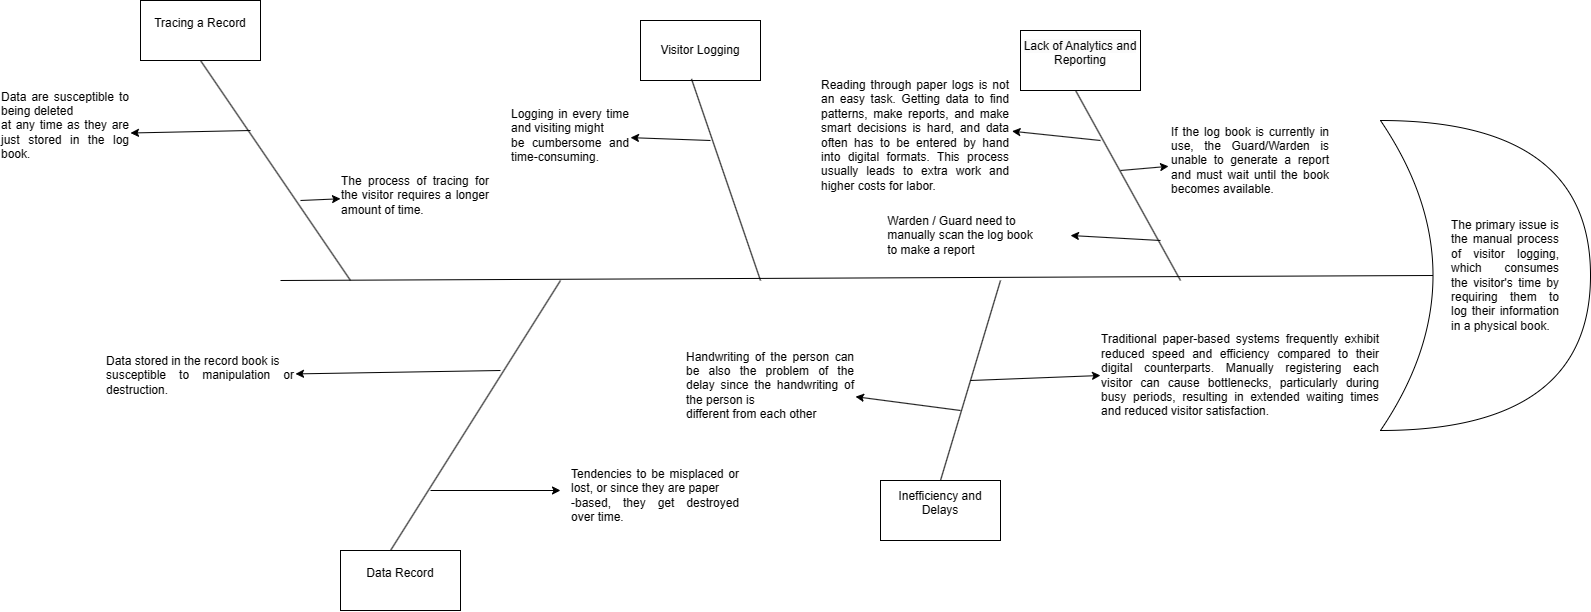 Tracing a Record
Visitor Logging
Lack of Analytics and
Reporting
Data are susceptible to
being deleted
at any time as they are
just stored in the log
book.
The process of tracing for
the visitor requires a longer
amount of time.
Logging in every time
and visiting might
be cumbersome and
time-consuming.
Reading through paper logs is not
an easy task. Getting data to find
patterns, make reports, and make
smart decisions is hard, and data
often has to be entered by hand
into digital formats. This process
usually leads to extra work and
higher costs for labor.
Warden / Guard need to
manually scan the log book
to make a report
If the log book is currently in
use, the Guard/Warden is
unable to generate a report
and must wait until the book
becomes available.
The primary issue is
the manual process
of visitor logging,
which consumes
the visitor's time by
requiring them to
log their information
in a physical book.
Data stored in the record book is
susceptible to manipulation or
destruction.
Tendencies to be misplaced or
lost, or since they are paper
-based, they get destroyed
over time.
Handwriting of the person can
be also the problem of the
delay since the handwriting of
the person is
different from each other
Traditional paper-based systems frequently exhibit
reduced speed and efficiency compared to their
digital counterparts. Manually registering each
visitor can cause bottlenecks, particularly during
busy periods, resulting in extended waiting times
and reduced visitor satisfaction.
Inefficiency and
Delays
Data Record